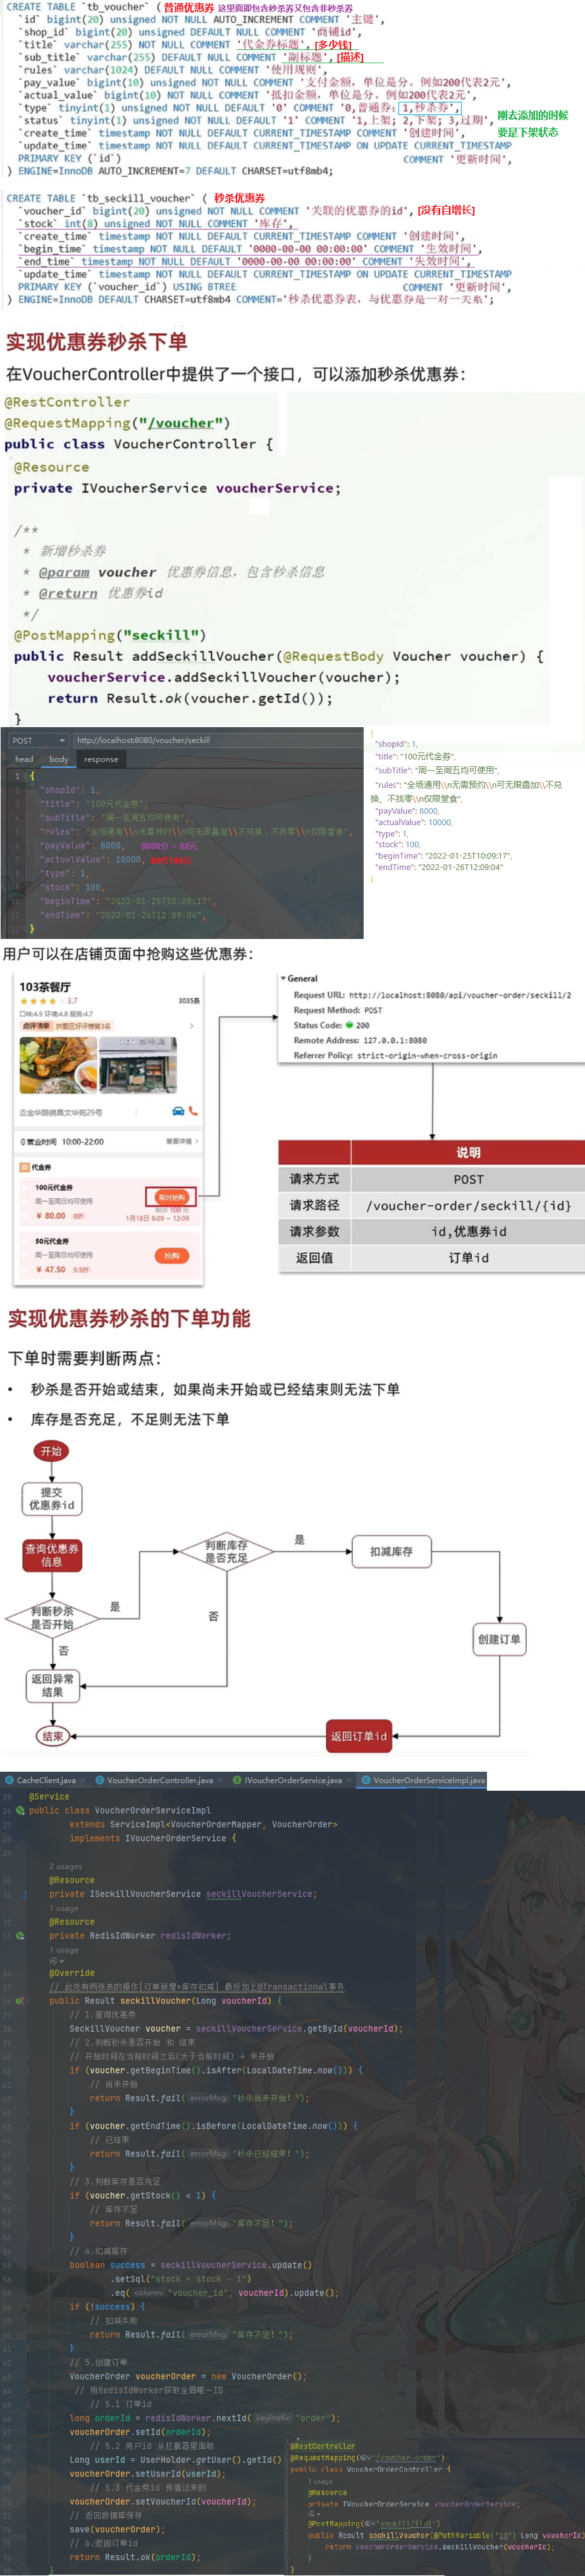 CREATE TABLE `tb_voucher` ( 普通优惠券 这里面即包含秒杀券又包含非秒杀券
`id` bigint(20) unsigned NOT NULL AUTO_INCREMENT COMMENT '主键',
`shop_id` bigint(20) unsigned DEFAULT NULL COMMENT '商铺id',
`title` varchar(255) NOT NULL COMMENT '代金券标题', [多少钱]
`sub_title` varchar(255) DEFAULT NULL COMMENT '副标题', [描述]
`rules` varchar(1024) DEFAULT NULL COMMENT '使用规则',
`pay_value` bigint(10) unsigned NOT NULL COMMENT '支付金额，单位是分。例如200代表2元',
`actual_value` bigint(10) NOT NULL COMMENT '抵扣金额，单位是分。例如200代表2元',
`type` tinyint(1) unsigned NOT NULL DEFAULT '0' COMMENT '0,普通券；1,秒杀券',
`status` tinyint(1) unsigned NOT NULL DEFAULT '1' COMMENT '1,上架; 2,下架; 3,过期',
刚去添加的时候
要是下架状态
`create_time` timestamp NOT NULL DEFAULT CURRENT_TIMESTAMP COMMENT '创建时间',
`update_time` timestamp NOT NULL DEFAULT CURRENT_TIMESTAMP ON UPDATE CURRENT_TIMESTAMP
PRIMARY KEY (`id`) COMMENT '更新时间',
) ENGINE=InnoDB AUTO_INCREMENT=7 DEFAULT CHARSET=utf8mb4;
CREATE TABLE `tb_seckill_voucher` ( 秒杀优惠券
`voucher_id` bigint(20) unsigned NOT NULL COMMENT '关联的优惠券的id', [没有自增长]
`stock` int(8) unsigned NOT NULL COMMENT '库存',
`create_time` timestamp NOT NULL DEFAULT CURRENT_TIMESTAMP COMMENT '创建时间',
`begin_time` timestamp NOT NULL DEFAULT '0000-00-00 00:00:00' COMMENT '生效时间',
`end_time` timestamp NOT NULL DEFAULT '0000-00-00 00:00:00' COMMENT '失效时间',
`update_time` timestamp NOT NULL DEFAULT CURRENT_TIMESTAMP ON UPDATE CURRENT_TIMESTAMP
PRIMARY KEY (`voucher_id`) USING BTREE COMMENT '更新时间',
) ENGINE=InnoDB DEFAULT CHARSET=utf8mb4 COMMENT='秒杀优惠券表，与优惠券是一对一关系';
实现优惠券秒杀下单
在VoucherController中提供了一个接口，可以添加秒杀优惠券：
@RestController
@RequestMapping("/voucher")
public class VoucherController {
@Resource
private IVoucherService voucherService;
/**
* 新增秒杀券
* @param voucher 优惠券信息，包含秒杀信息
* @return 优惠券id
*/
@PostMapping("seckill")
public Result addSeckillVoucher(@RequestBody Voucher voucher) {
voucherService.addSeckillVoucher(voucher);
return Result.ok(voucher.getId());
}
POST http://localhost:8080/voucher/seckill
head body response
1 {
2 "shopId": 1,
3 "title": "100元代金券",
4 "subTitle": "周一至周五均可使用",
5 "rules": "全场通用\\n无需预约\\n可无限叠加\\不兑换、不找零\\n仅限堂食",
6 "payValue": 8000, 8000分 = 80元
7 "actualValue": 10000, 抵代100元
8 "type": 1,
9 "stock": 100,
10 "beginTime": "2022-01-25T10:09:17",
11 "endTime": "2022-01-26T12:09:04",
12 }
{
"shopId": 1,
"title": "100元代金券",
"subTitle": "周一至周五均可使用",
"rules": "全场通用\\n无需预约\\n可无限叠加\\不兑
换、不找零\\n仅限堂食",
"payValue": 8000,
"actualValue": 10000,
"type": 1,
"stock": 100,
"beginTime": "2022-01-25T10:09:17",
"endTime": "2022-01-26T12:09:04"
}
用户可以在店铺页面中抢购这些优惠券：
103茶餐厅
3.7 3035条
口味:4.9 环境:4.8 服务:4.7
点评清单 拱墅区好评榜第3名
金华路锦昌文华苑29号
营业时间 10:00-22:00 查看详情
代金券
100元代金券
周一至周日均可使用
限时抢购
¥ 80.00 8折 剩余 100 张
1月18日 8:09 ~ 12:09
50元代金券
周一至周日均可使用
抢购
¥ 47.50 9.5折
General
Request URL: http://localhost:8080/api/voucher-order/seckill/2
Request Method: POST
Status Code: 200
Remote Address: 127.0.0.1:8080
Referrer Policy: strict-origin-when-cross-origin
说明
请求方式 POST
请求路径 /voucher-order/seckill/{id}
请求参数 id,优惠券id
返回值 订单id
实现优惠券秒杀的下单功能
下单时需要判断两点：
• 秒杀是否开始或结束，如果尚未开始或已经结束则无法下单
• 库存是否充足，不足则无法下单
开始
提交
优惠券id
查询优惠券
信息
判断秒杀
是否开始
是
否
判断库存
是否充足
是
否
扣减库存
创建订单
返回异常
结果
返回订单id
结束
CacheClient.java VoucherOrderController.java IVoucherOrderService.java VoucherOrderServiceImpl.java
@Service
public class VoucherOrderServiceImpl
extends ServiceImpl<VoucherOrderMapper, VoucherOrder>
implements IVoucherOrderService {
2 usages
@Resource
private ISeckillVoucherService seckillVoucherService;
1 usage
@Resource
private RedisIdWorker redisIdWorker;
1 usage
@Override
// 此处有两张表的操作[订单新增+库存扣减] 最好加上@Transactional事务
public Result seckillVoucher(Long voucherId) {
// 1.查询优惠券
SeckillVoucher voucher = seckillVoucherService.getById(voucherId);
// 2.判断秒杀是否开始 和 结束
// 开始时间在当前时间之后(大于当前时间) → 未开始
if (voucher.getBeginTime().isAfter(LocalDateTime.now())) {
// 尚未开始
return Result.fail( errorMsg: "秒杀尚未开始！");
}
if (voucher.getEndTime().isBefore(LocalDateTime.now())) {
// 已结束
return Result.fail( errorMsg: "秒杀已经结束！");
}
// 3.判断库存是否充足
if (voucher.getStock() < 1) {
// 库存不足
return Result.fail( errorMsg: "库存不足！");
}
// 4.扣减库存
boolean success = seckillVoucherService.update()
.setSql("stock = stock - 1")
.eq( column: "voucher_id", voucherId).update();
if (!success) {
// 扣减失败
return Result.fail( errorMsg: "库存不足！");
}
// 5.创建订单
VoucherOrder voucherOrder = new VoucherOrder();
// 用RedisIdWorker获取全局唯一ID
// 5.1 订单id
long orderId = redisIdWorker.nextId( keyPrefix: "order");
voucherOrder.setId(orderId);
// 5.2 用户id 从拦截器里面取
Long userId = UserHolder.getUser().getId()
voucherOrder.setUserId(userId);
// 5.3 代金券id 传值过来的
voucherOrder.setVoucherId(voucherId);
// 返回数据库保存
save(voucherOrder);
// 6.返回订单id
return Result.ok(orderId);
}
@RestController
@RequestMapping("/voucher-order")
public class VoucherOrderController {
1 usage
@Resource
private IVoucherOrderService voucherOrderService;
@PostMapping("seckill/{id}")
public Result seckillVoucher(@PathVariable("id") Long voucherId)
return voucherOrderService.seckillVoucher(voucherId);
}
}